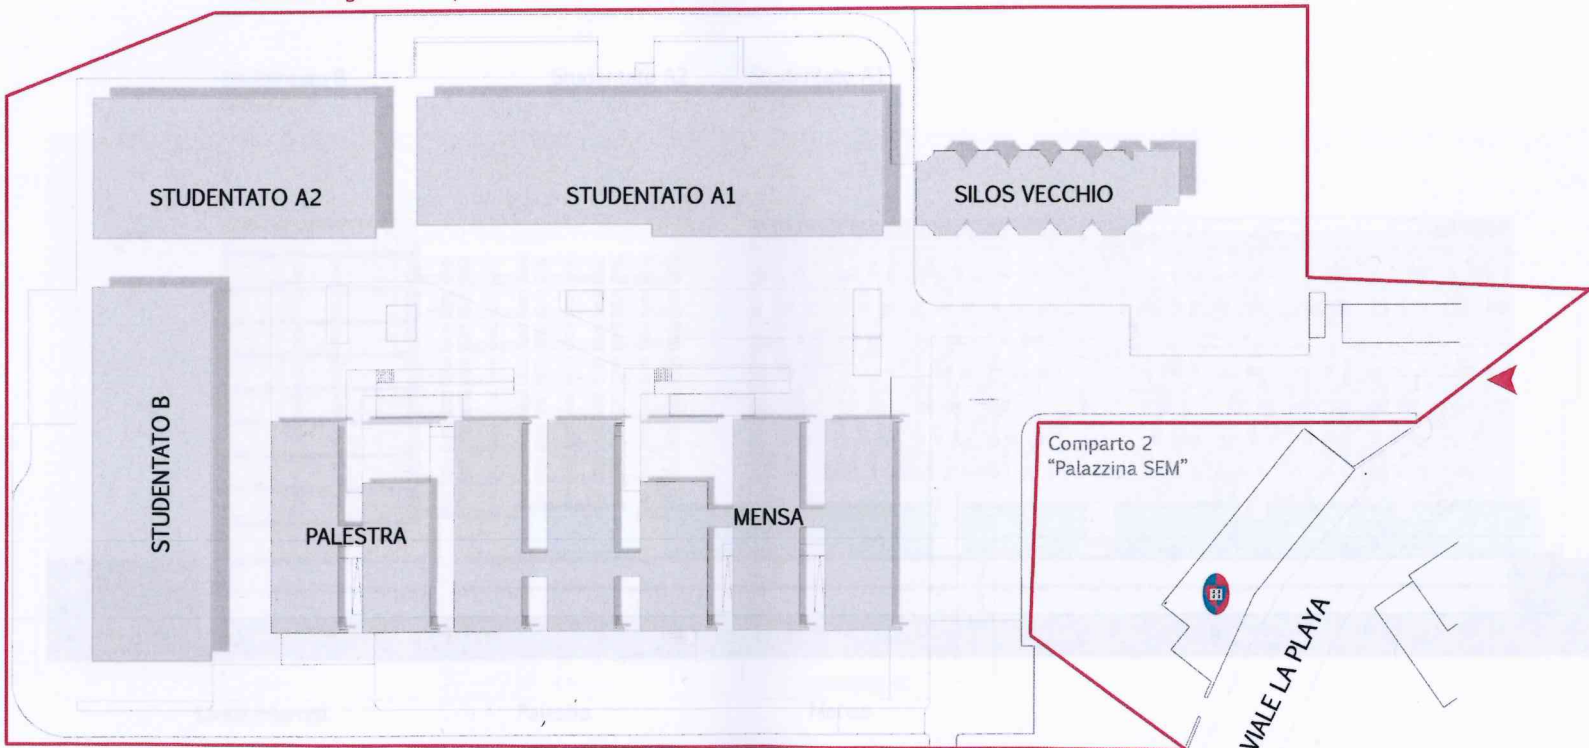 STUDENTATO A2
STUDENTATO A1
SILOS VECCHIO
STUDENTATO B
PALESTRA
MENSA
Comparto 2
"Palazzina SEM"
VIALE LA PLAYA